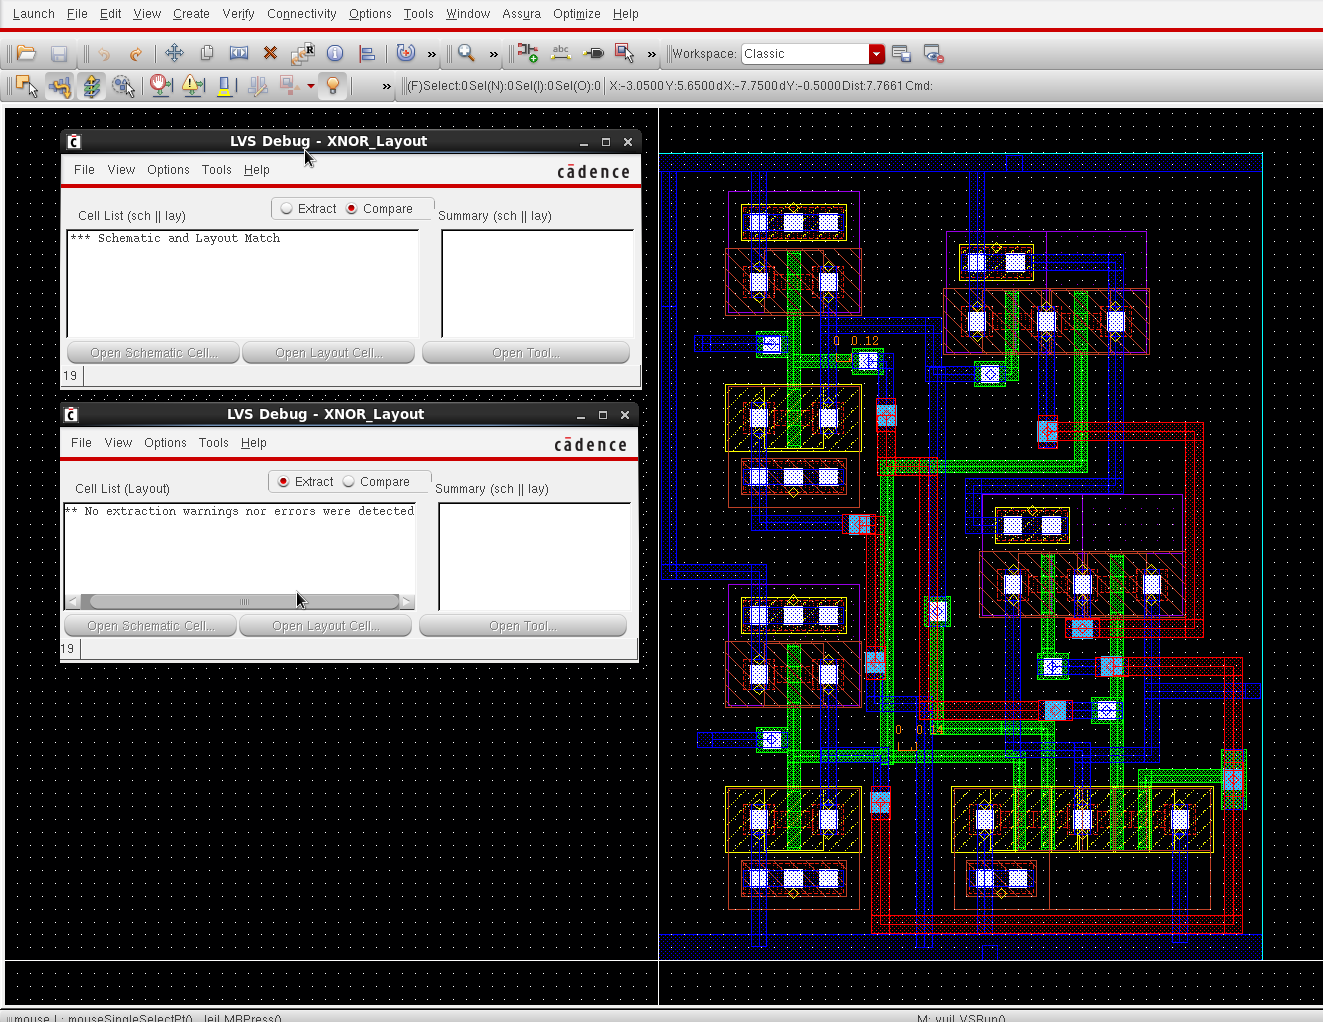 Launch File Edit View Create Verify Connectivity Options Tools Window Assura Optimize Help
» » » Workspace: Classic
» (F)Select:0 Sel(N):0 Sel(I):0 Sel(O):0 X:-3.0500 Y:5.6500 dX:-7.7500 dY:-0.5000 Dist:7.7661 Cmd:
LVS Debug - XNOR_Layout
File View Options Tools Help cādence
Extract Compare
Cell List (sch || lay) Summary (sch || lay)
*** Schematic and Layout Match
Open Schematic Cell... Open Layout Cell... Open Tool...
19
LVS Debug - XNOR_Layout
File View Options Tools Help cādence
Extract Compare
Cell List (Layout) Summary (sch || lay)
** No extraction warnings nor errors were detected
Open Schematic Cell... Open Layout Cell... Open Tool...
19
0 0.12
0 0.
mouse L: mouseSingleSelectPt() _leiLMBPress() M: vuiLVSRun()